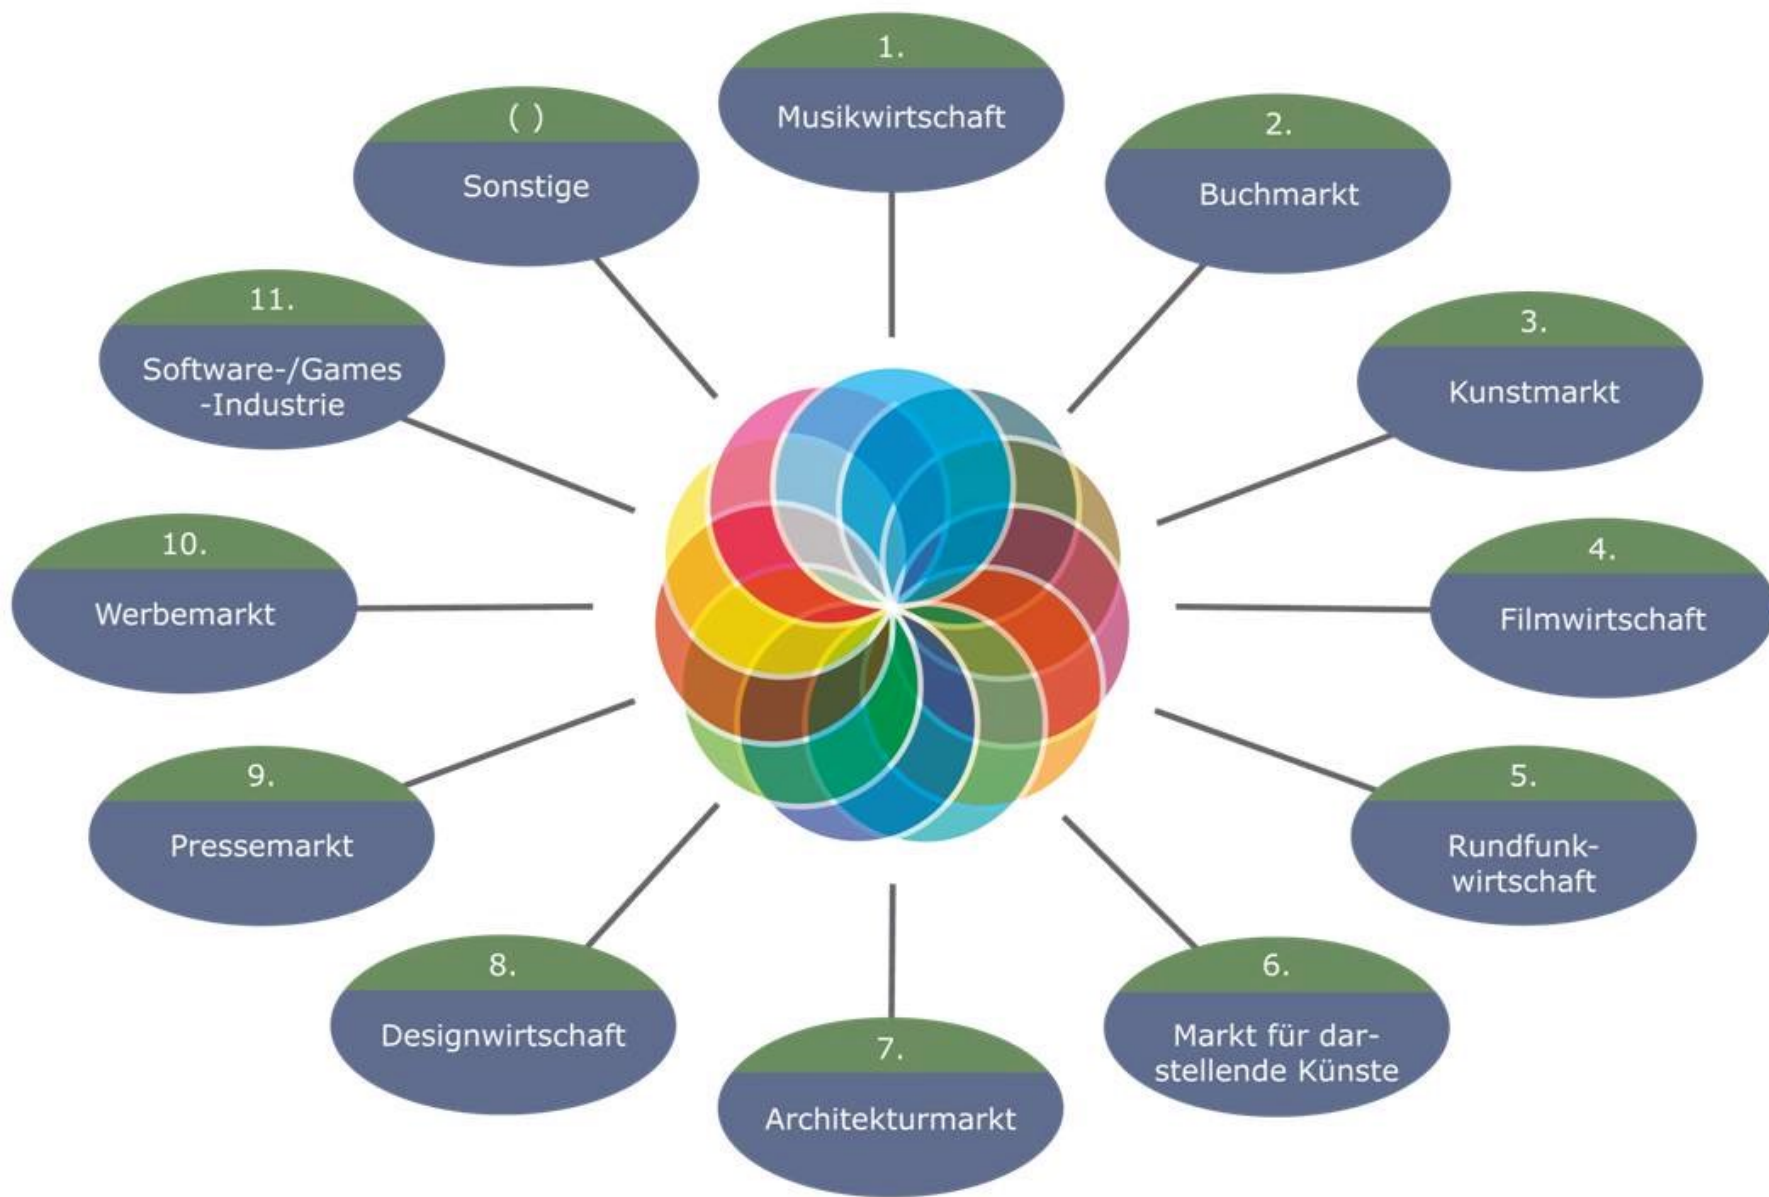 1.
Musikwirtschaft
2.
Buchmarkt
3.
Kunstmarkt
4.
Filmwirtschaft
5.
Rundfunk-
wirtschaft
6.
Markt für dar-
stellende Künste
7.
Architekturmarkt
8.
Designwirtschaft
9.
Pressemarkt
10.
Werbemarkt
11.
Software-/Games
-Industrie
( )
Sonstige